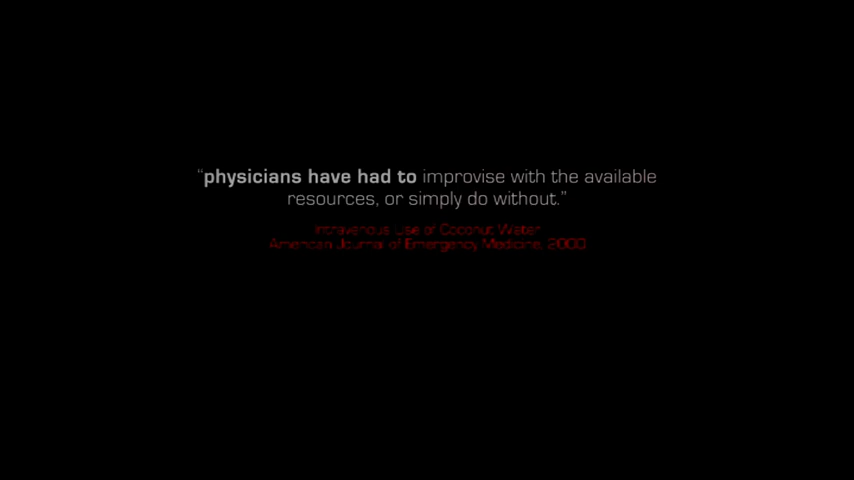 “physicians have had to improvise with the available
resources, or simply do without.”
Intravenous Use of Coconut Water
American Journal of Emergency Medicine, 2000